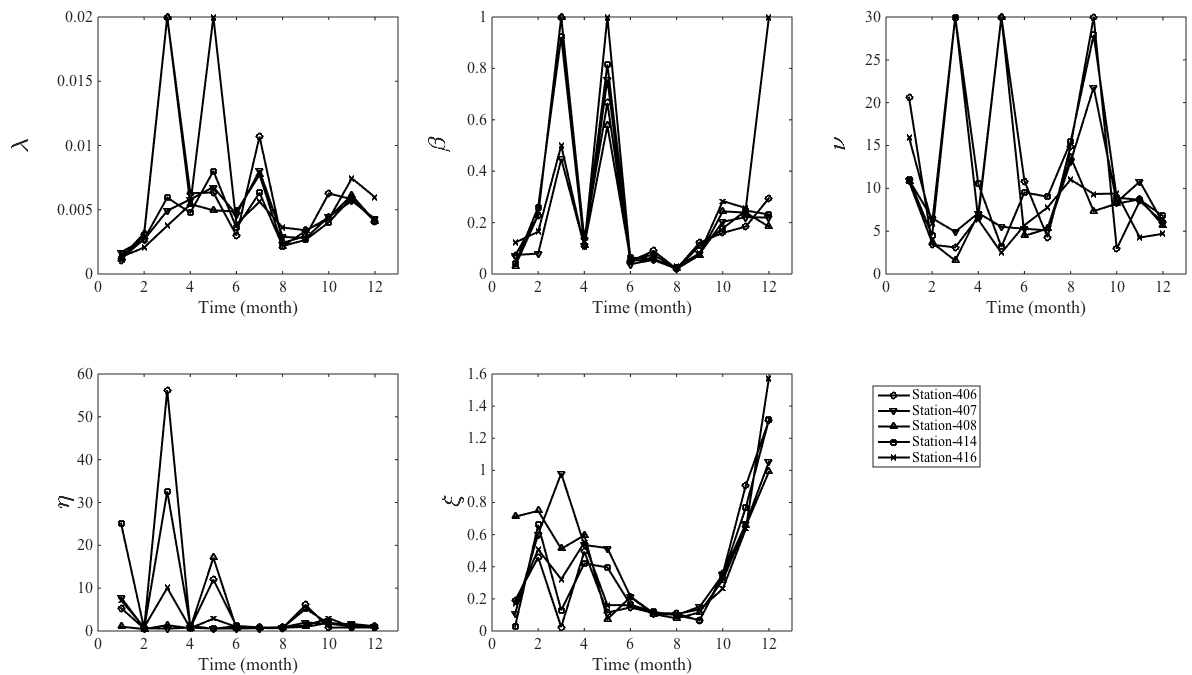 λ
0.02
0.015
0.01
0.005
0
0 2 4 6 8 10 12
Time (month)
β
1
0.8
0.6
0.4
0.2
0
0 2 4 6 8 10 12
Time (month)
ν
30
25
20
15
10
5
0
0 2 4 6 8 10 12
Time (month)
η
60
50
40
30
20
10
0
0 2 4 6 8 10 12
Time (month)
ξ
1.6
1.4
1.2
1
0.8
0.6
0.4
0.2
0
0 2 4 6 8 10 12
Time (month)
Station-406
Station-407
Station-408
Station-414
Station-416